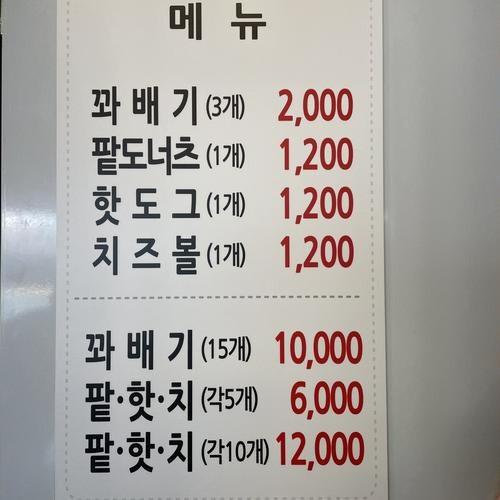 메 뉴
꽈 배 기 (3개) 2,000
팥도너츠 (1개) 1,200
핫 도 그 (1개) 1,200
치 즈 볼 (1개) 1,200
꽈 배 기 (15개) 10,000
팥·핫·치 (각5개) 6,000
팥·핫·치 (각10개) 12,000